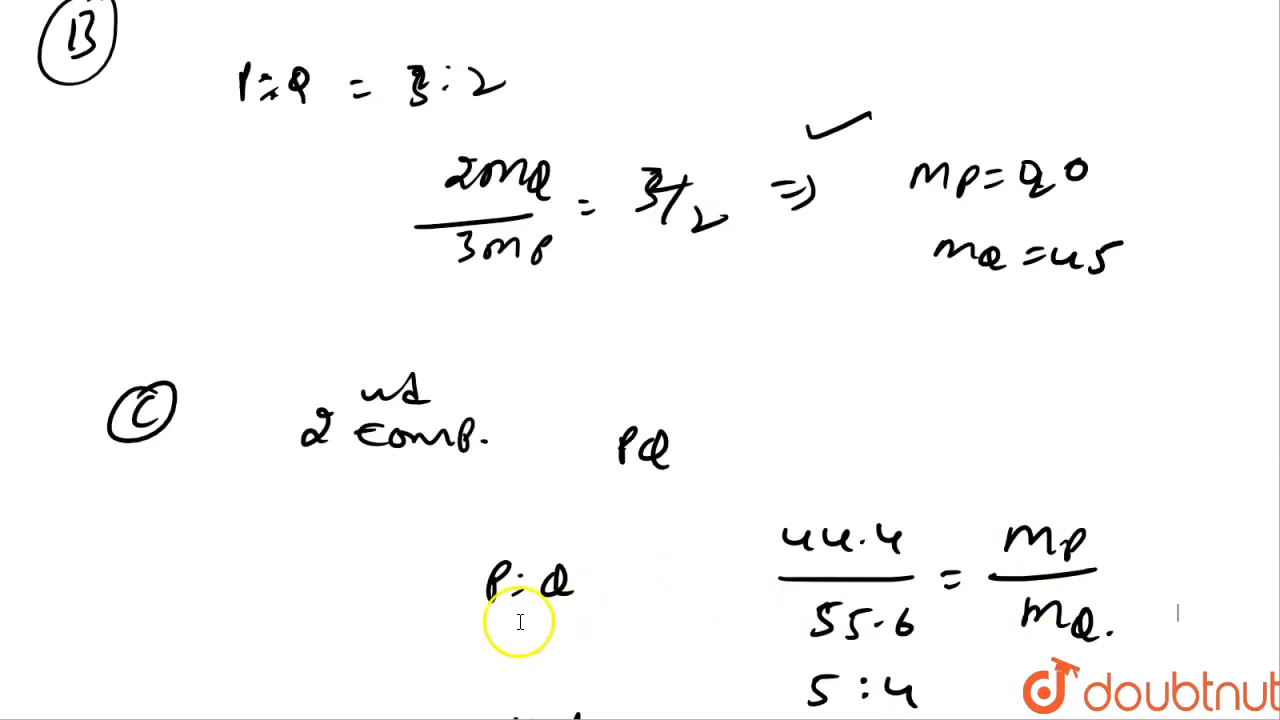 B
P:Q = 3:2
2MQ / 3MP = 3/2 => MP = 20
MQ = 45
C
2 comp.
PQ
P:Q
44.4 / 55.6 = MP / MQ.
5:4
doubtnut